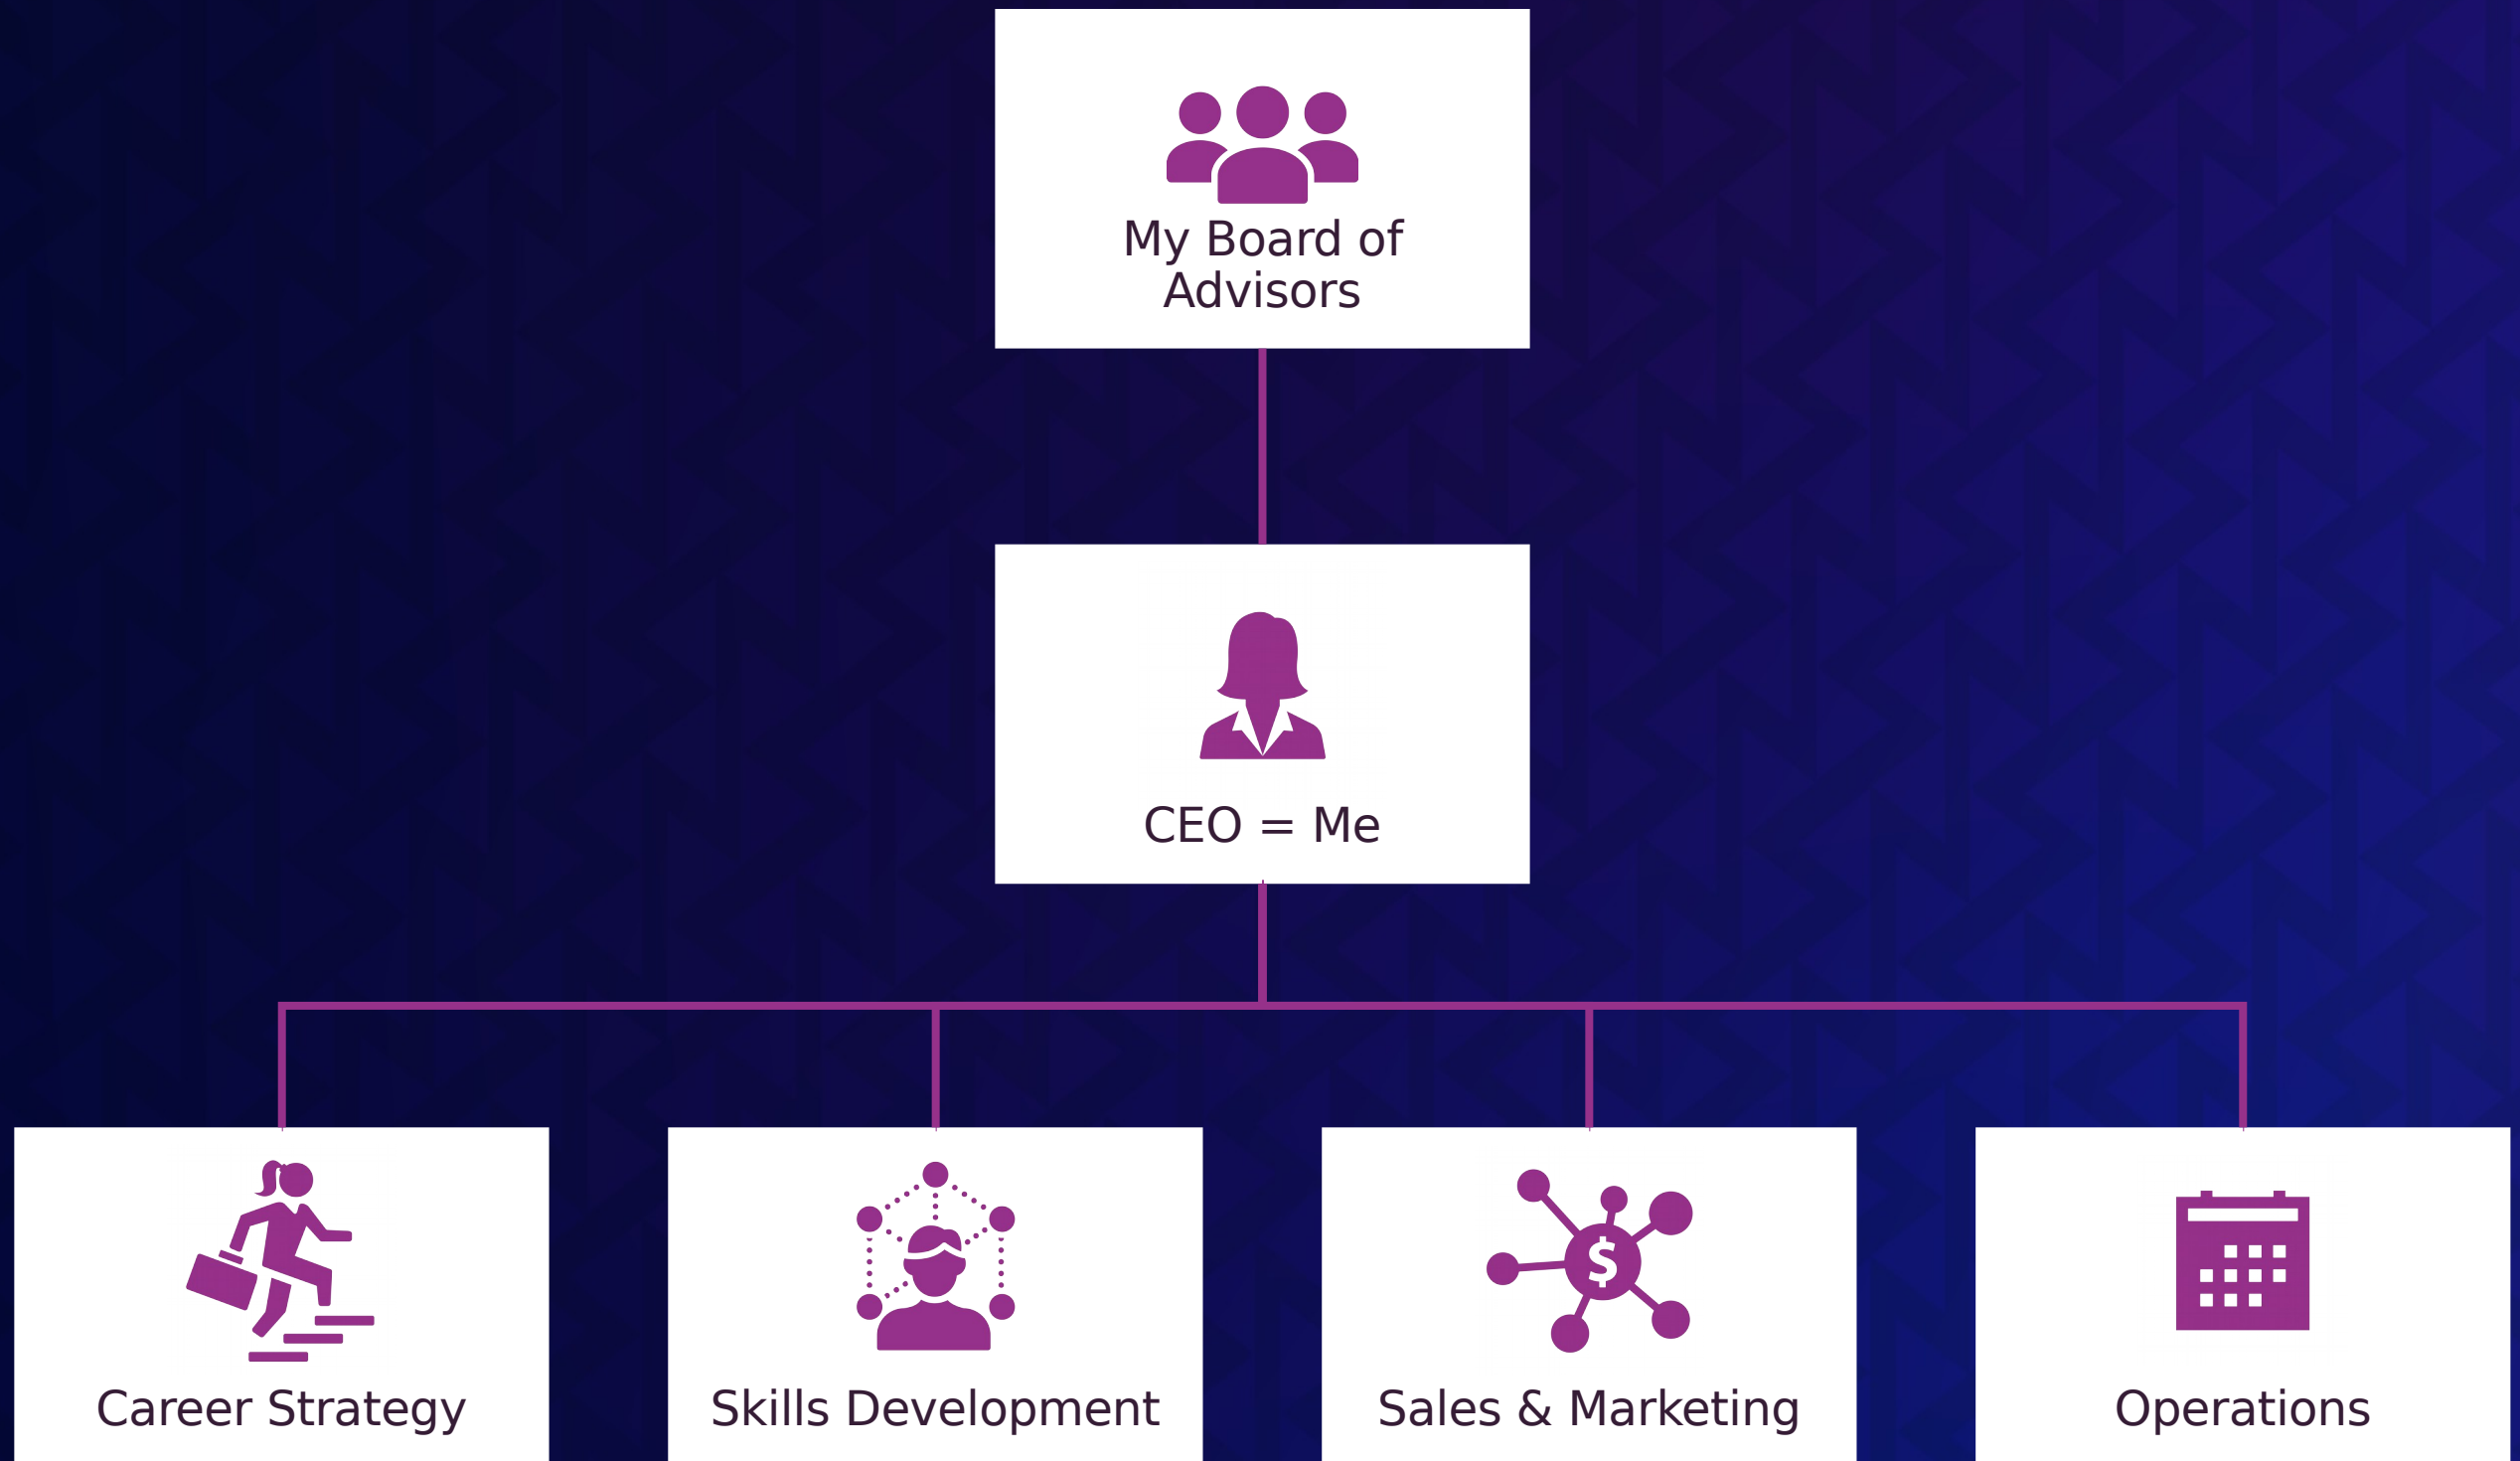 My Board of
Advisors
CEO = Me
Career Strategy
Skills Development
Sales & Marketing
Operations